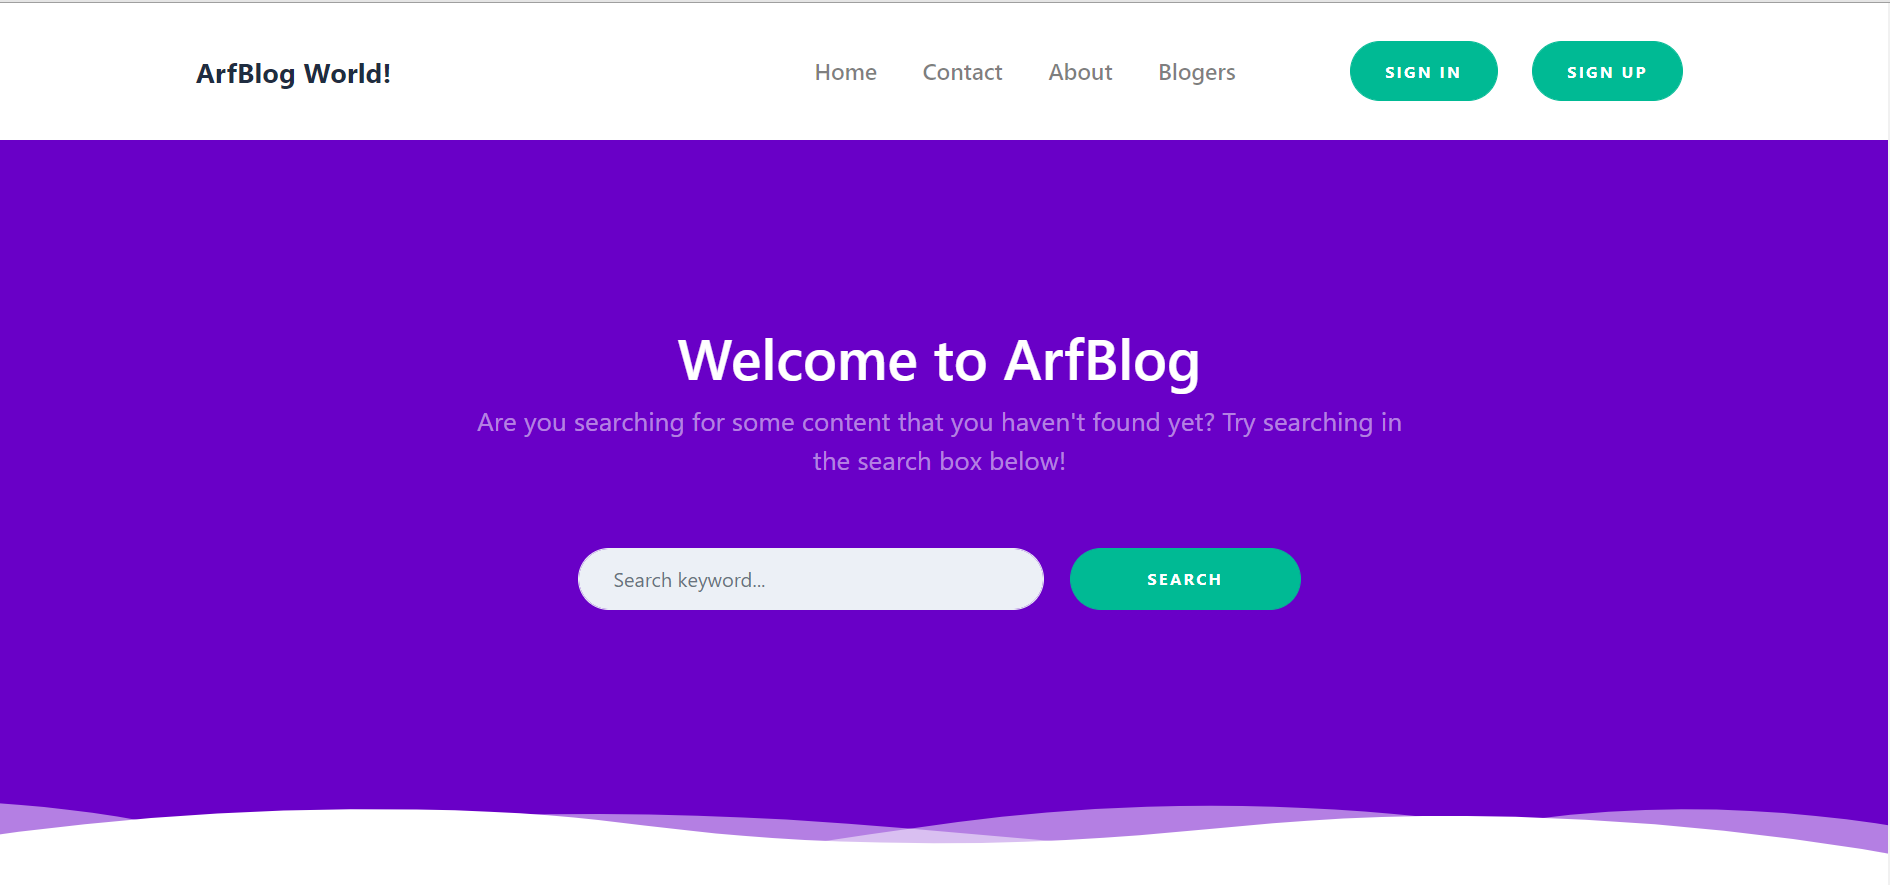 ArfBlog World!
Home
Contact
About
Blogers
SIGN IN
SIGN UP
Welcome to ArfBlog
Are you searching for some content that you haven't found yet? Try searching in
the search box below!
Search keyword...
SEARCH